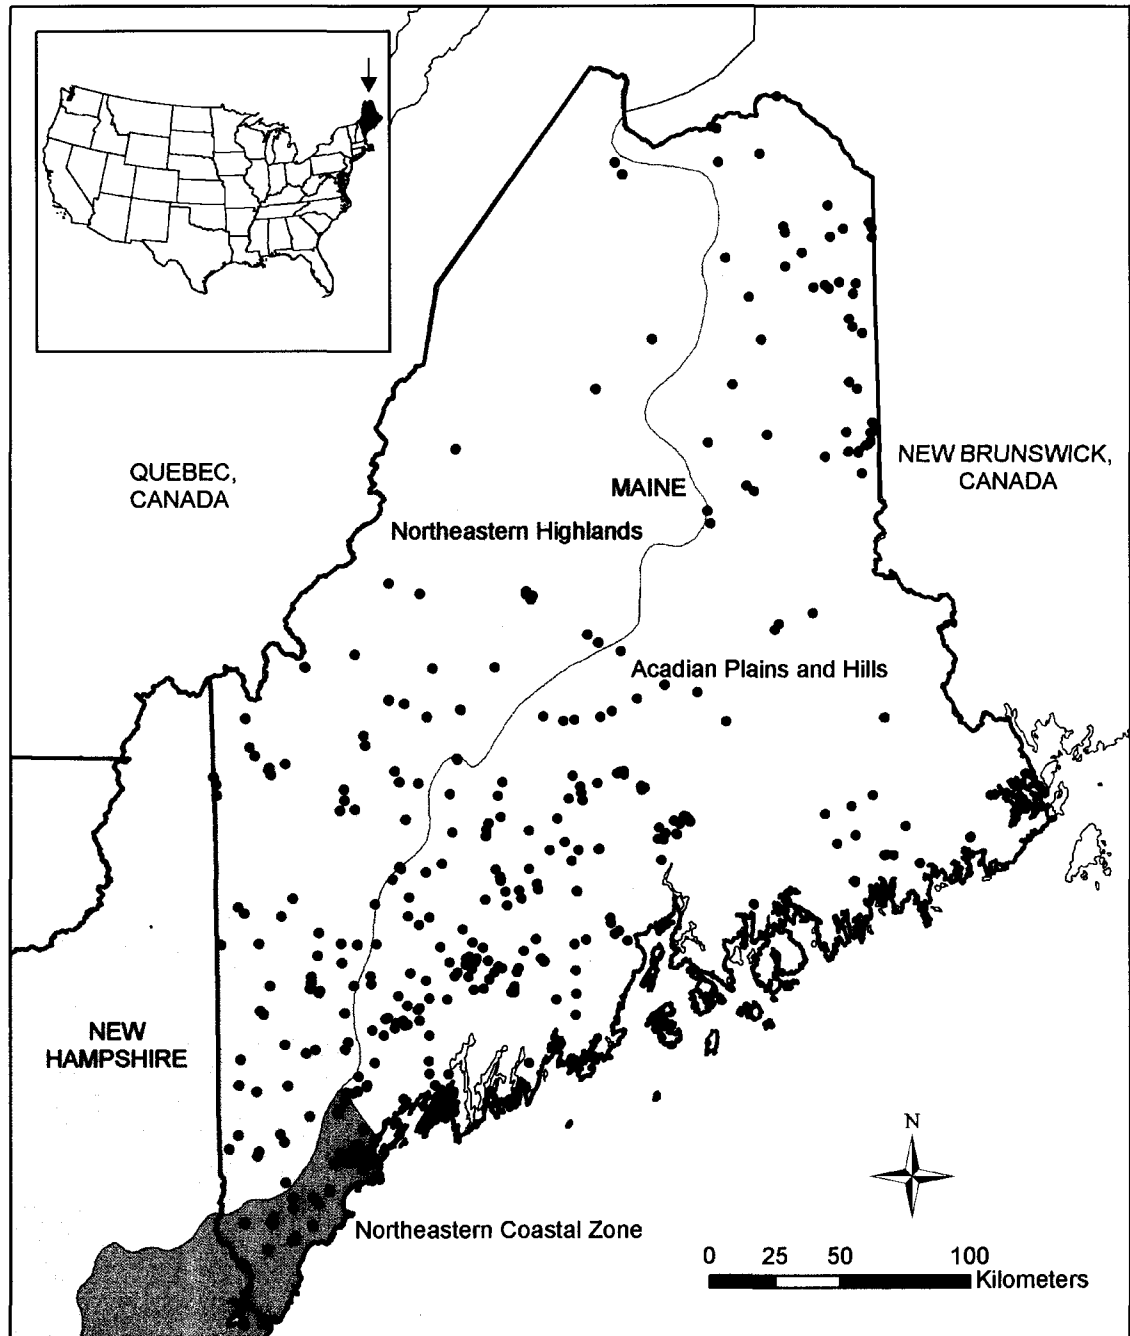 QUEBEC,
CANADA
MAINE
NEW BRUNSWICK,
CANADA
Northeastern Highlands
Acadian Plains and Hills
NEW
HAMPSHIRE
N
Northeastern Coastal Zone
0 25 50 100
Kilometers